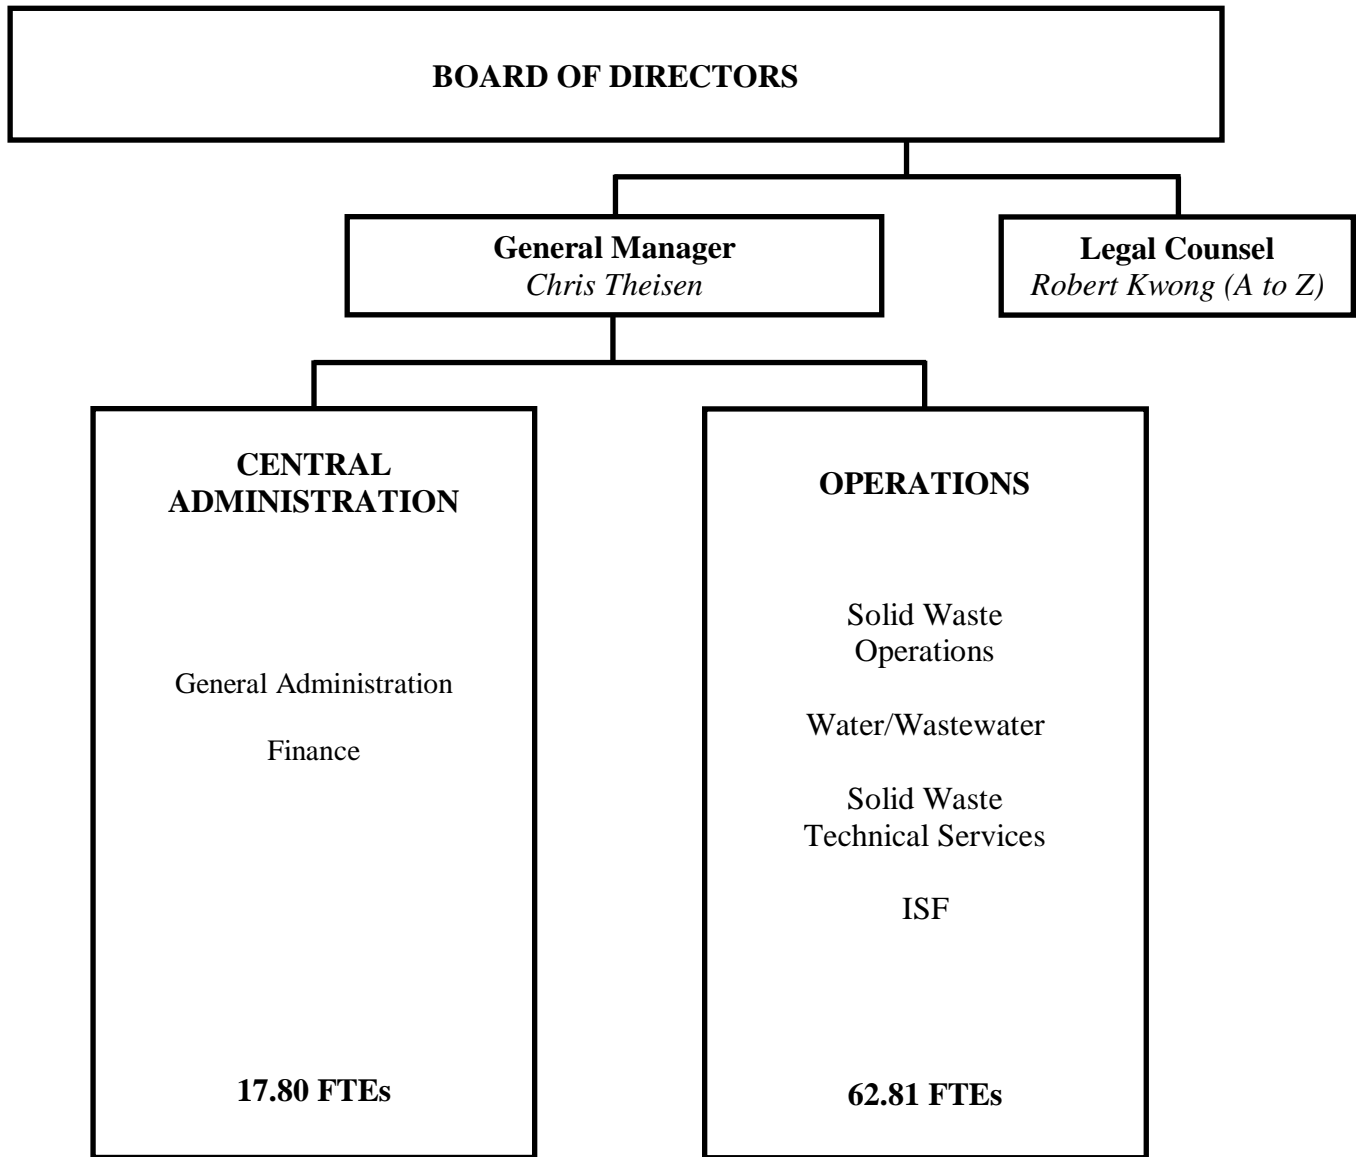 BOARD OF DIRECTORS
General Manager
Chris Theisen
Legal Counsel
Robert Kwong (A to Z)
CENTRAL
ADMINISTRATION
General Administration
Finance
17.80 FTEs
OPERATIONS
Solid Waste
Operations
Water/Wastewater
Solid Waste
Technical Services
ISF
62.81 FTEs